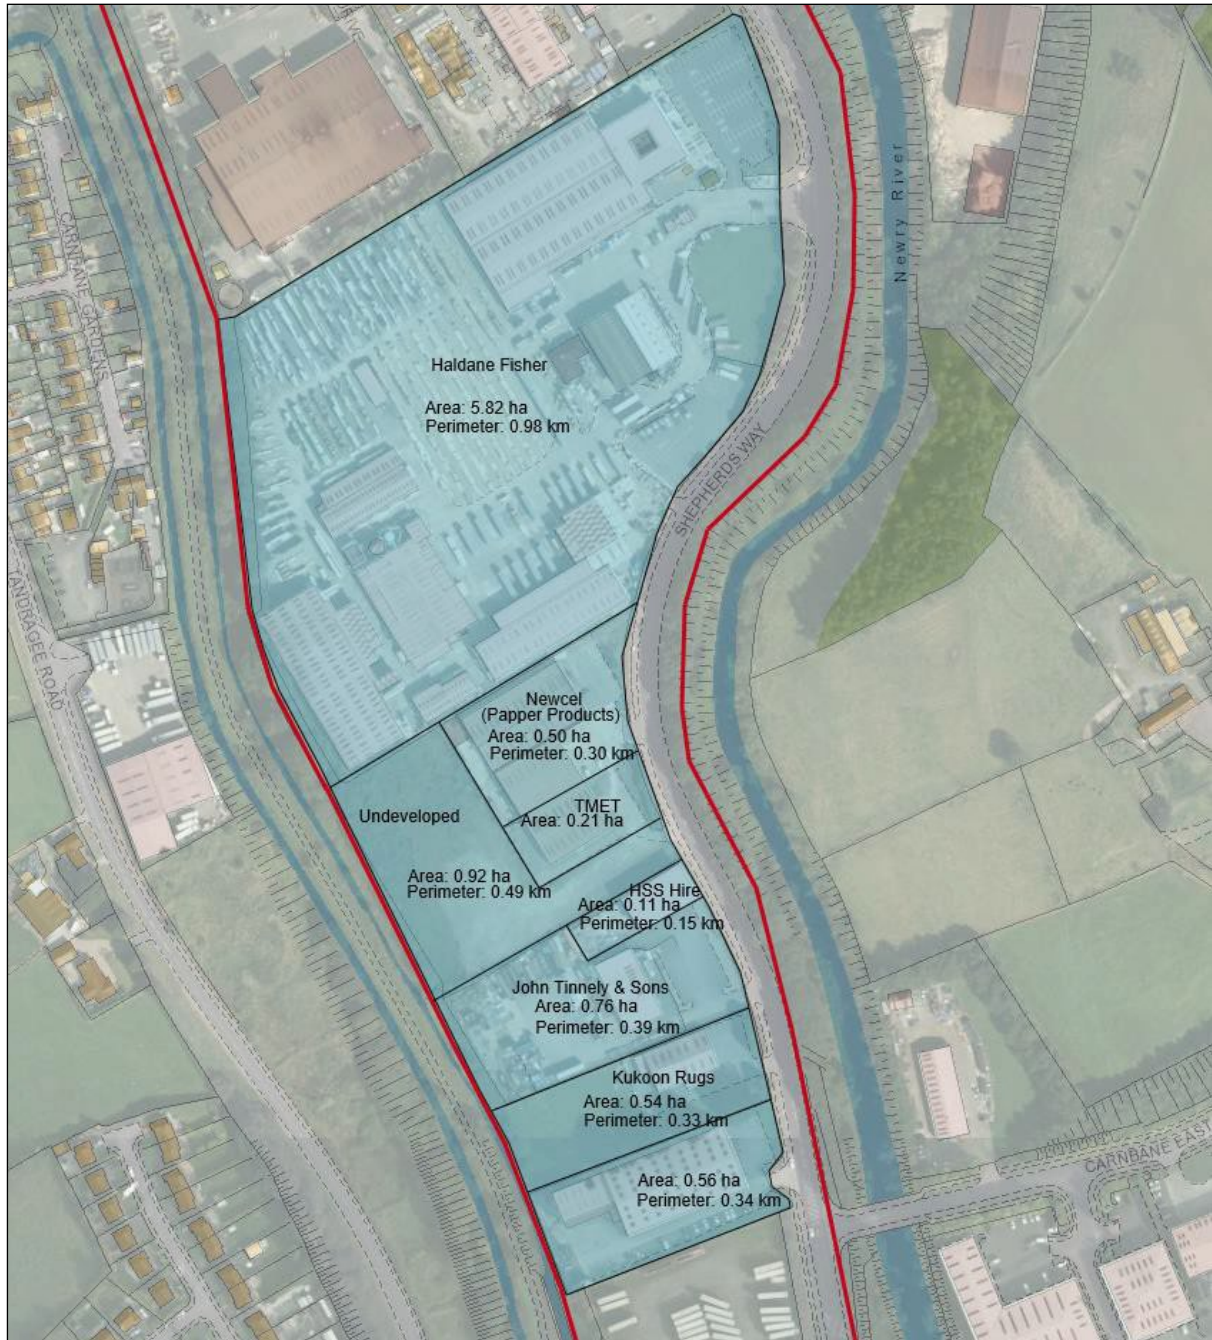 Newry River
CARNBANE GARDENS
Haldane Fisher
Area: 5.82 ha
Perimeter: 0.98 km
SHEPHERDS WAY
ANDRAGEE ROAD
Newcel
(Papper Products)
Area: 0.50 ha
Perimeter: 0.30 km
TMET
Area: 0.21 ha
Undeveloped
Area: 0.92 ha
Perimeter: 0.49 km
HSS Hire
Area: 0.11 ha
Perimeter: 0.15 km
John Tinnely & Sons
Area: 0.76 ha
Perimeter: 0.39 km
Kukoon Rugs
Area: 0.54 ha
Perimeter: 0.33 km
Area: 0.56 ha
Perimeter: 0.34 km
CARNBANE EAST